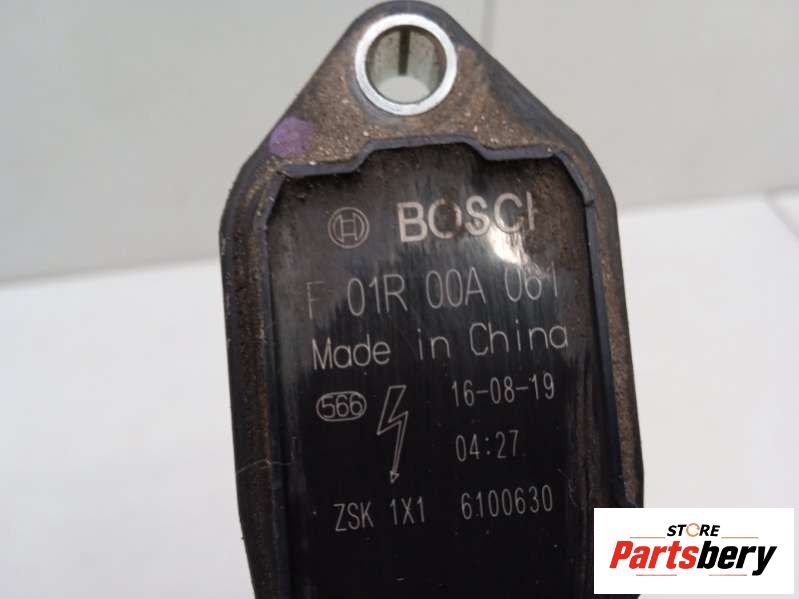 BOSCH
F 01R 00A 061
Made in China
566 16-08-19
04:27
ZSK 1X1 6100630
STORE
Partsbery